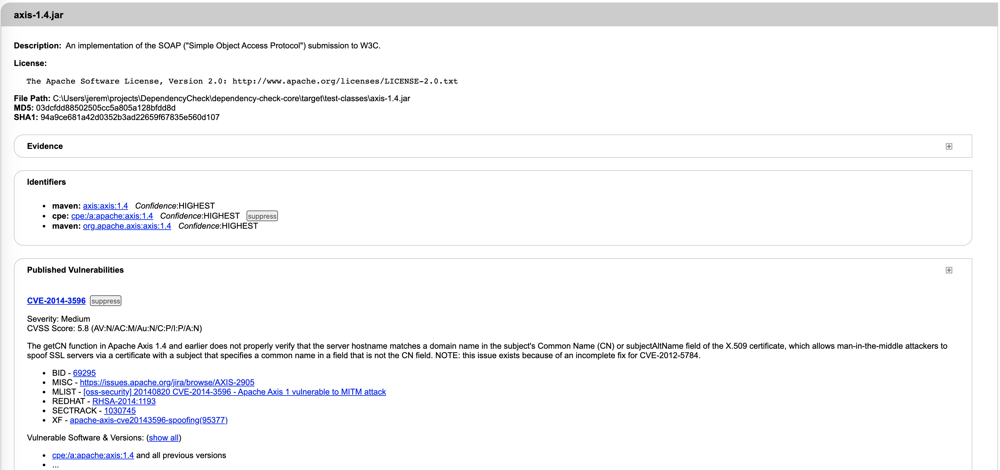 axis-1.4.jar
Description: An implementation of the SOAP ("Simple Object Access Protocol") submission to W3C.
License:
The Apache Software License, Version 2.0: http://www.apache.org/licenses/LICENSE-2.0.txt
File Path: C:\Users\jerem\projects\DependencyCheck\dependency-check-core\target\test-classes\axis-1.4.jar
MD5: 03dcfdd88502505cc5a805a128bfdd8d
SHA1: 94a9ce681a42d0352b3ad22659f67835e560d107
Evidence
Identifiers
• maven: axis:axis:1.4 Confidence:HIGHEST
• cpe: cpe:/a:apache:axis:1.4 Confidence:HIGHEST suppress
• maven: org.apache.axis:axis:1.4 Confidence:HIGHEST
Published Vulnerabilities
CVE-2014-3596 suppress
Severity: Medium
CVSS Score: 5.8 (AV:N/AC:M/Au:N/C:P/I:P/A:N)
The getCN function in Apache Axis 1.4 and earlier does not properly verify that the server hostname matches a domain name in the subject's Common Name (CN) or subjectAltName field of the X.509 certificate, which allows man-in-the-middle attackers to
spoof SSL servers via a certificate with a subject that specifies a common name in a field that is not the CN field. NOTE: this issue exists because of an incomplete fix for CVE-2012-5784.
• BID - 69295
• MISC - https://issues.apache.org/jira/browse/AXIS-2905
• MLIST - [oss-security] 20140820 CVE-2014-3596 - Apache Axis 1 vulnerable to MITM attack
• REDHAT - RHSA-2014:1193
• SECTRACK - 1030745
• XF - apache-axis-cve20143596-spoofing(95377)
Vulnerable Software & Versions: (show all)
• cpe:/a:apache:axis:1.4 and all previous versions
• ...